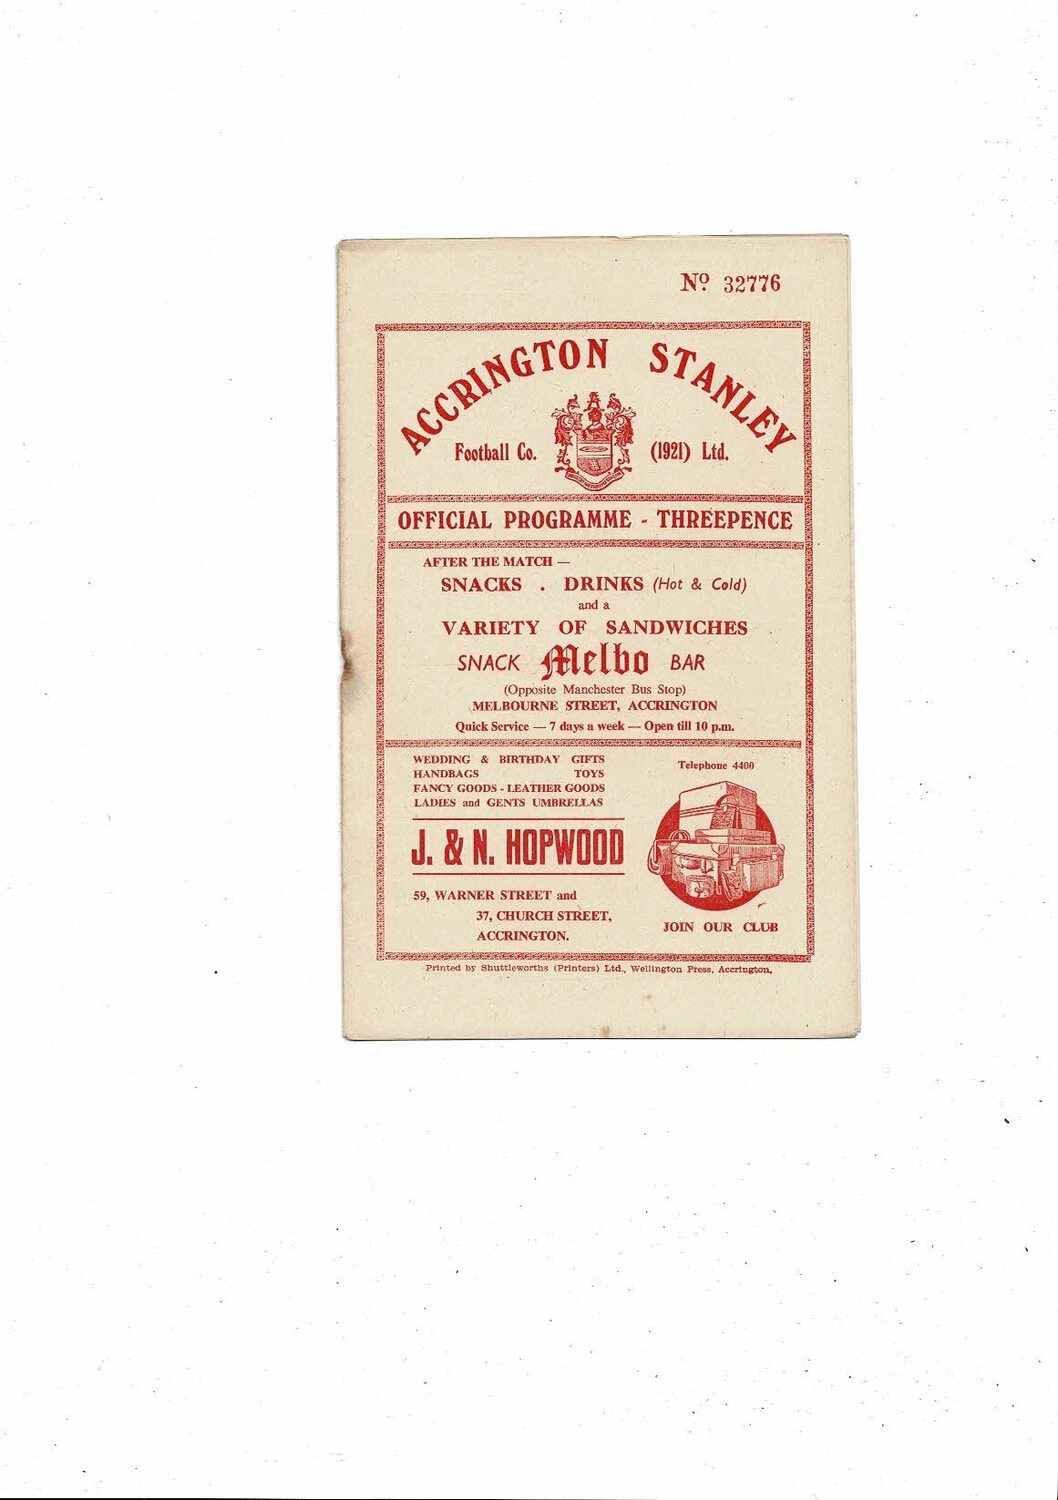 Nº 32776
ACCRINGTON STANLEY
Football Co. (1921) Ltd.
OFFICIAL PROGRAMME - THREEPENCE
AFTER THE MATCH —
SNACKS . DRINKS (Hot & Cold)
and a
VARIETY OF SANDWICHES
SNACK Melbo BAR
(Opposite Manchester Bus Stop)
MELBOURNE STREET, ACCRINGTON
Quick Service — 7 days a week — Open till 10 p.m.
WEDDING & BIRTHDAY GIFTS
HANDBAGS TOYS
FANCY GOODS - LEATHER GOODS
LADIES and GENTS UMBRELLAS
J. & N. HOPWOOD
59, WARNER STREET and
37, CHURCH STREET,
ACCRINGTON.
Telephone 4400
JOIN OUR CLUB
Printed by Shuttleworths (Printers) Ltd., Wellington Press, Accrington.